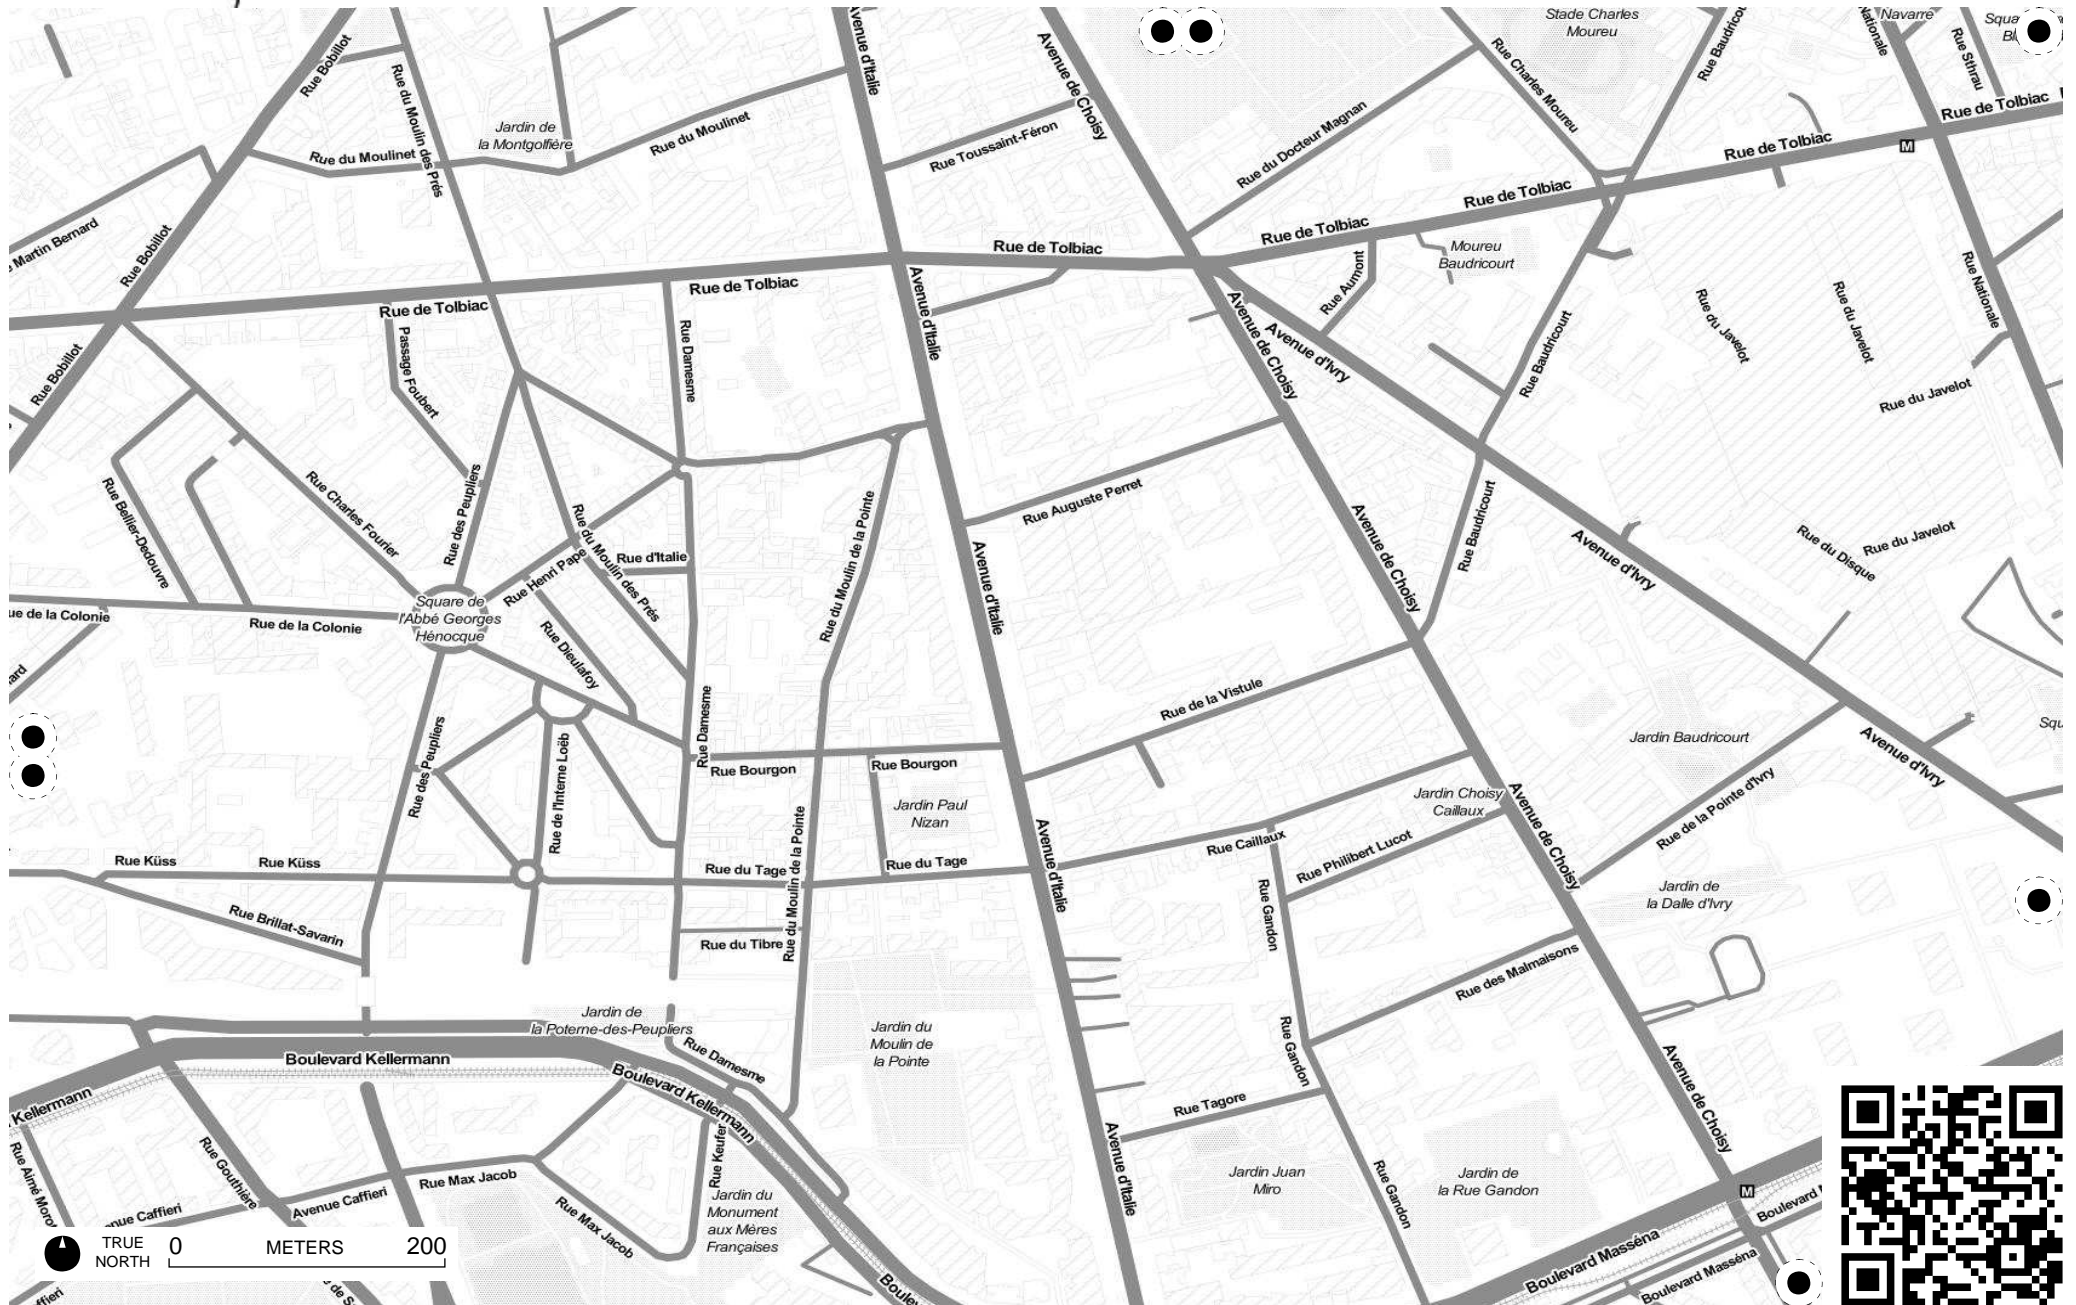 Rue Bobillot
Avenue d'Italie
Avenue de Choisy
Stade Charles
Moureu
Rue Charles Moureu
Nationale
Navarre
Rue Sthrau
Rue du Moulin des Prés
Jardin de
la Montgolfière
Rue du Moulinet
Rue du Moulinet
Rue Toussaint-Féron
Rue du Docteur Magnan
Rue de Tolbiac
Rue de Tolbiac
M
Rue de Tolbiac
Martin Bernard
Rue Bobillot
Rue de Tolbiac
Rue de Tolbiac
Moureu
Baudricourt
Rue Nationale
Rue de Tolbiac
Rue de Tolbiac
Rue Aumont
Rue du Javelot
Rue du Javelot
Rue Bobillot
Passage Foubert
Rue Damesme
Avenue d'Italie
Avenue de Choisy
Avenue d'Ivry
Rue Baudricourt
Rue du Javelot
Rue Bellier-Dedouvre
Rue Charles Fourier
Rue des Peupliers
Rue du Moulin des Prés
Rue Auguste Perret
Avenue de Choisy
Rue Baudricourt
Avenue d'Ivry
Rue du Disque
Rue du Javelot
Rue Henri Pape
Rue d'Italie
Rue du Moulin de la Pointe
Avenue d'Italie
ue de la Colonie
Rue de la Colonie
Square de
l'Abbé Georges
Hénocque
Rue Dieulafoy
Rue des Peupliers
Rue de l'Interne Loëb
Rue Damesme
Rue Bourgon
Rue Bourgon
Rue de la Vistule
Jardin Baudricourt
Avenue d'Ivry
Squ
Jardin Paul
Nizan
Jardin Choisy
Caillaux
Avenue de Choisy
Rue de la Pointe d'Ivry
Rue Küss
Rue Küss
Rue du Tage
Rue du Tage
Rue du Moulin de la Pointe
Avenue d'Italie
Rue Caillaux
Rue Philibert Lucot
Jardin de
la Dalle d'Ivry
Rue Brillat-Savarin
Rue du Tibre
Rue Gandon
Rue des Malmaisons
Jardin de
la Poterne-des-Peupliers
Jardin du
Moulin de
la Pointe
Rue Gandon
Boulevard Kellermann
Rue Damesme
Boulevard Kellermann
Kellermann
Avenue de Choisy
Rue Tagore
Avenue d'Italie
Rue Aimé Morot
Rue Gouthière
Rue Max Jacob
Rue Keufer
Jardin Juan
Miro
Rue Gandon
Jardin de
la Rue Gandon
M
nue Caffieri
Avenue Caffieri
Rue Max Jacob
Jardin du
Monument
aux Mères
Françaises
Boulevard Masséna
Boulevard Masséna
Boulevard
TRUE
NORTH
0 METERS 200
ffieri
Boulev